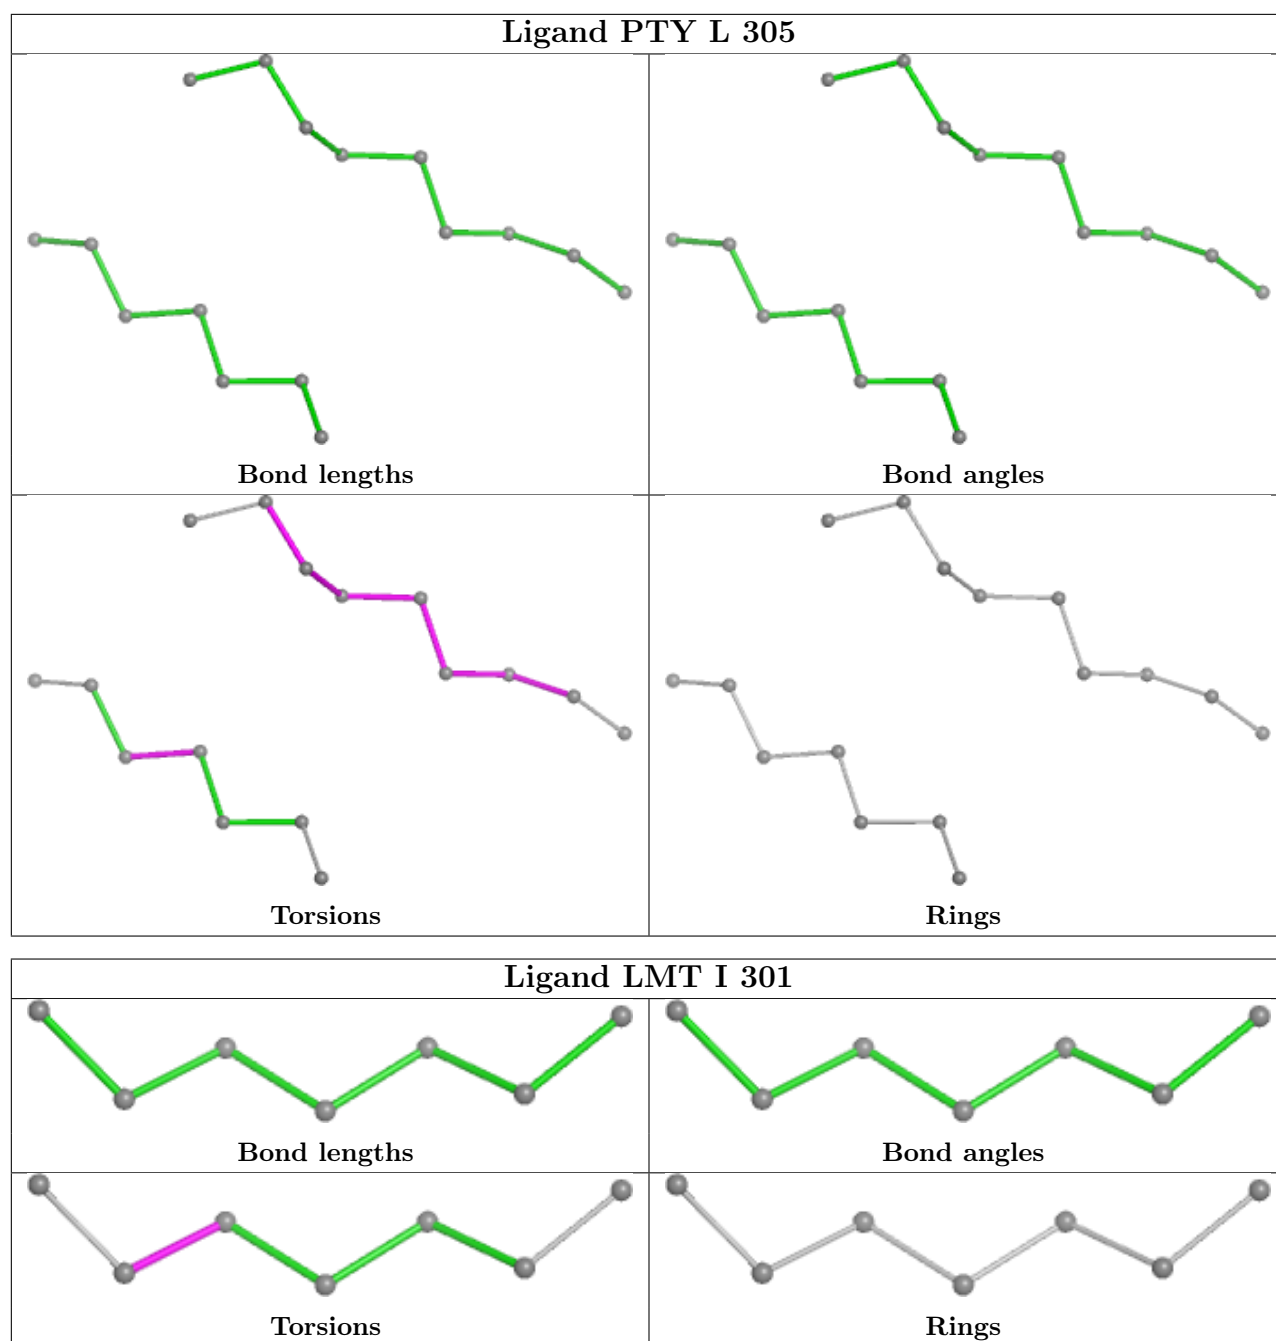 Ligand PTY L 305
Bond lengths
Bond angles
Torsions
Rings
Ligand LMT I 301
Bond lengths
Bond angles
Torsions
Rings